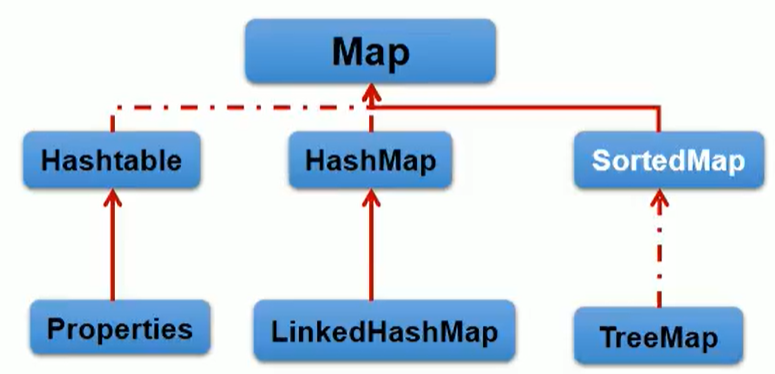 Map
Hashtable
HashMap
SortedMap
Properties
LinkedHashMap
TreeMap